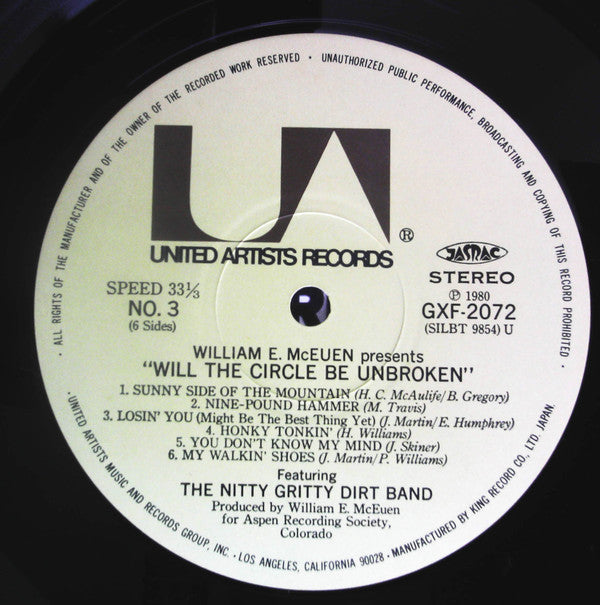 · ALL RIGHTS OF THE MANUFACTURER AND OF THE OWNER OF THE RECORDED WORK RESERVED · UNAUTHORIZED PUBLIC PERFORMANCE, BROADCASTING AND COPYING OF THIS RECORD PROHIBITED ·
UA
®
UNITED ARTISTS RECORDS
JASRAC
SPEED 33⅓
STEREO
NO. 3
℗ 1980
(6 Sides)
GXF-2072
(SILBT 9854) U
WILLIAM E. McEUEN presents
"WILL THE CIRCLE BE UNBROKEN"
1. SUNNY SIDE OF THE MOUNTAIN (H. C. McAulife/B. Gregory)
2. NINE-POUND HAMMER (M. Travis)
3. LOSIN' YOU (Might Be The Best Thing Yet) (J. Martin/E. Humphrey)
4. HONKY TONKIN' (H. Williams)
5. YOU DON'T KNOW MY MIND (J. Skiner)
6. MY WALKIN' SHOES (J. Martin/P. Williams)
Featuring
THE NITTY GRITTY DIRT BAND
Produced by William E. McEuen
for Aspen Recording Society,
Colorado
· UNITED ARTISTS MUSIC AND RECORDS GROUP, INC. · LOS ANGELES, CALIFORNIA 90028 · MANUFACTURED BY KING RECORD CO., LTD. JAPAN.